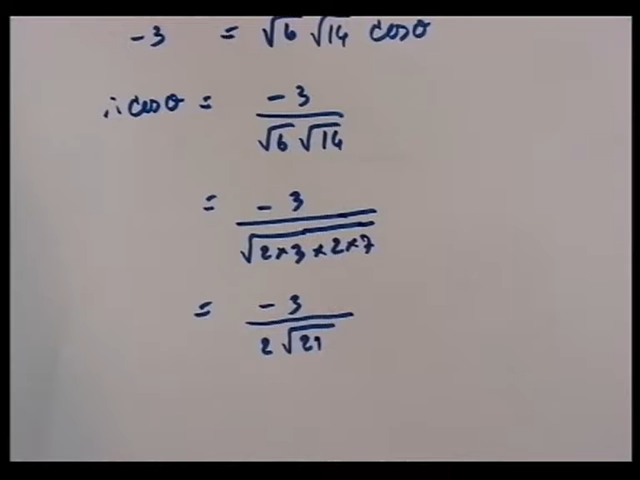 -3 = √6 √14 cosθ
∴ cosθ = -3 / √6 √14
= -3 / √2×3×2×7
= -3 / 2√21